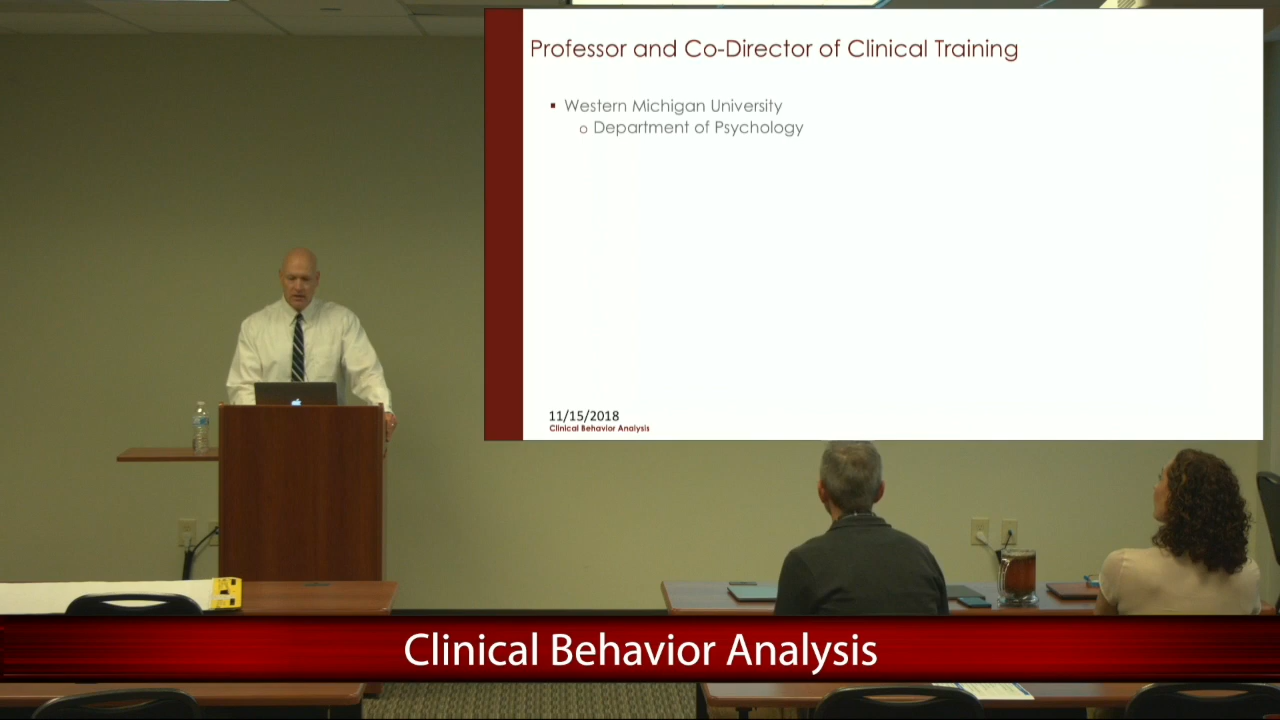 Professor and Co-Director of Clinical Training
▪ Western Michigan University
o Department of Psychology
11/15/2018
Clinical Behavior Analysis
Clinical Behavior Analysis